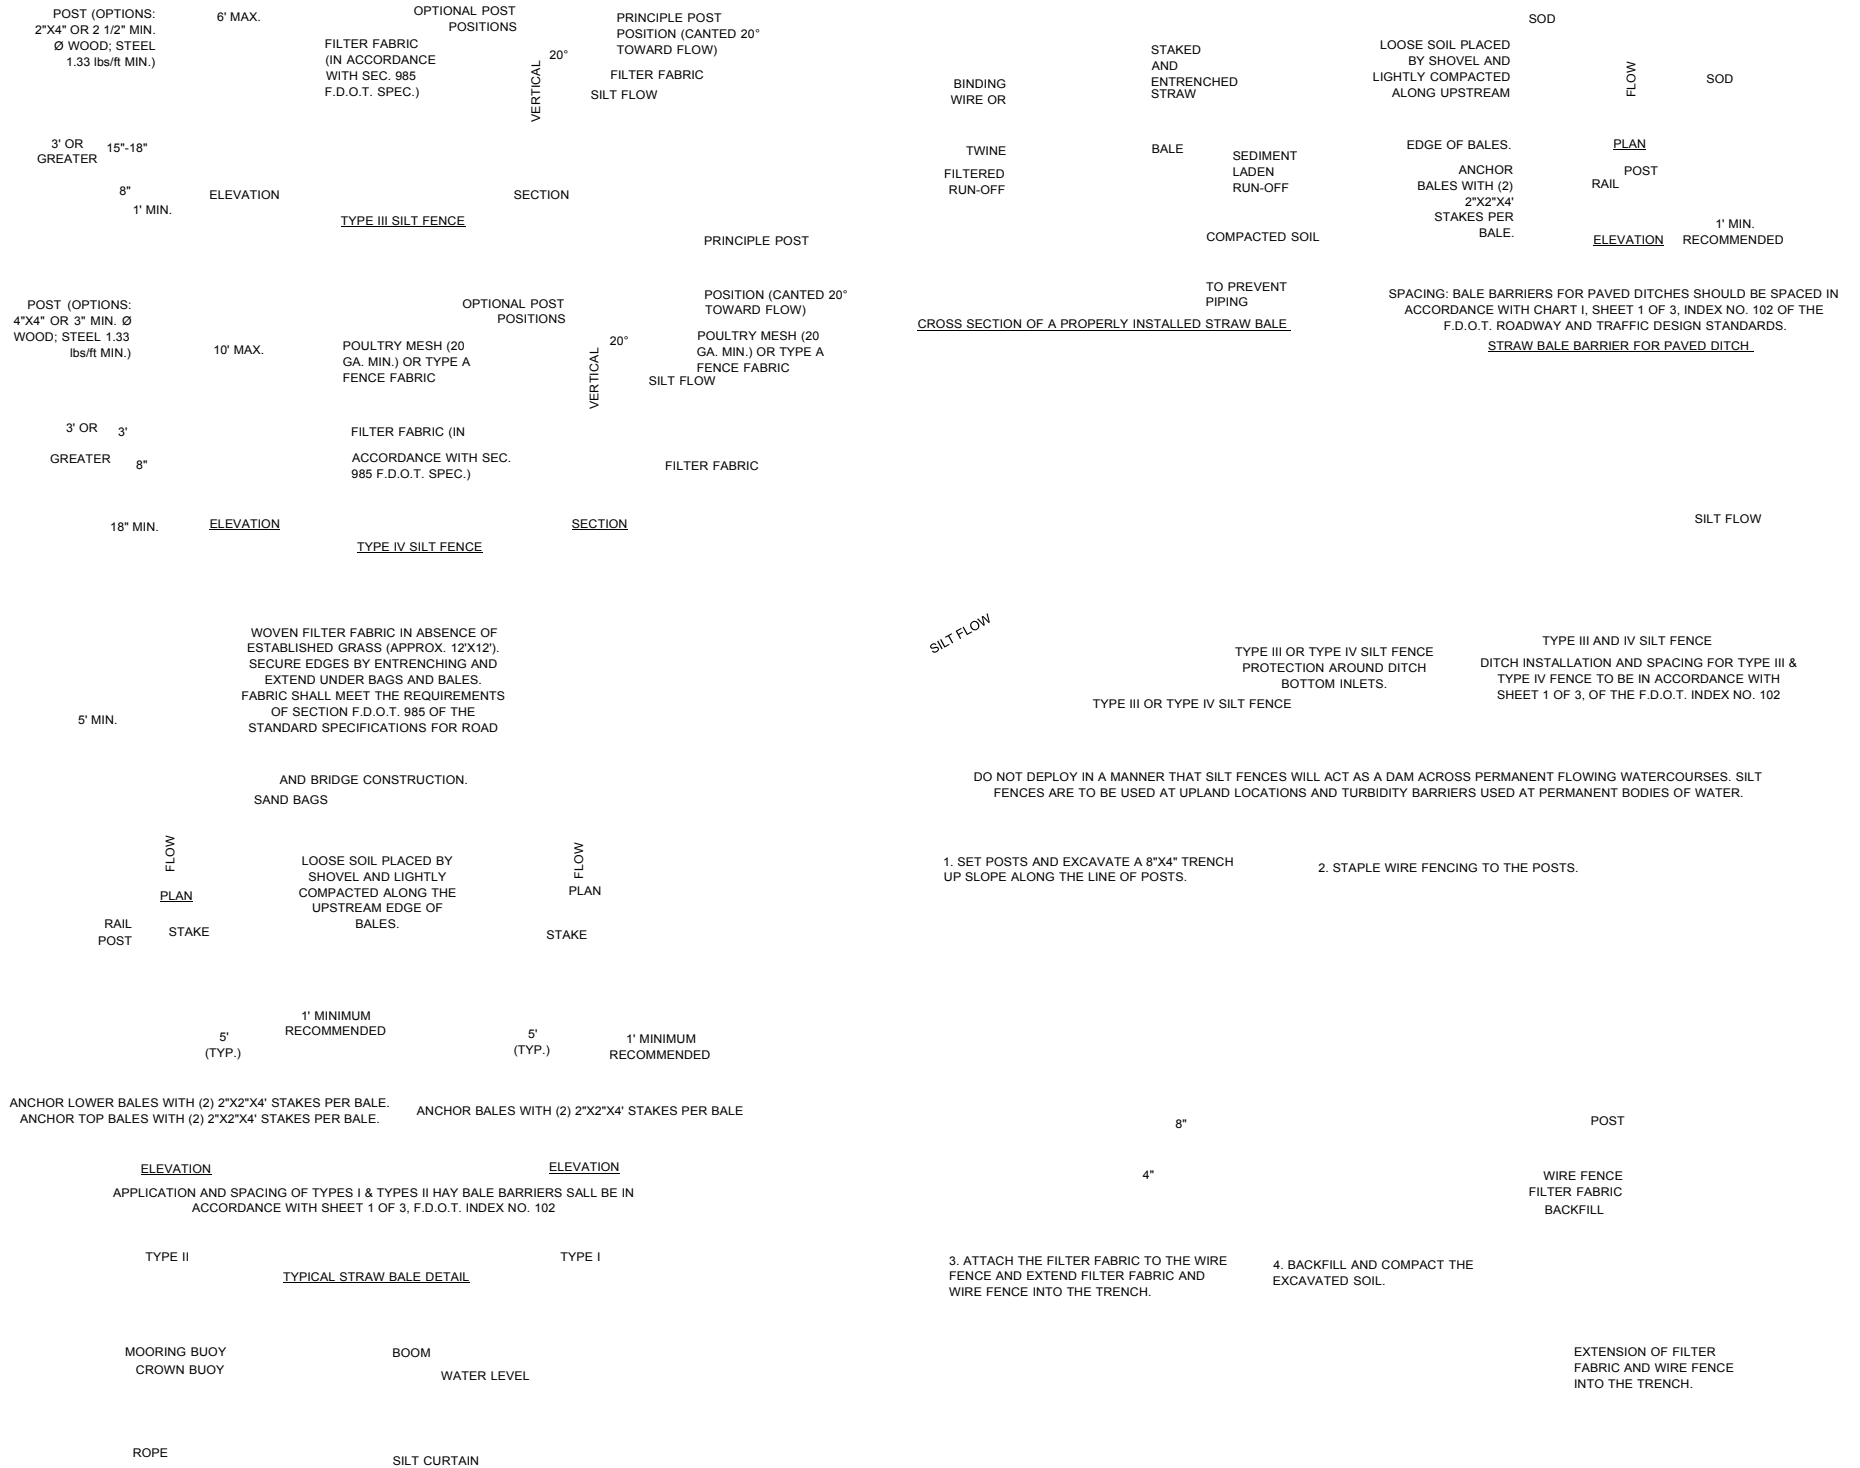 POST (OPTIONS:
2"X4" OR 2 1/2" MIN.
Ø WOOD; STEEL
1.33 lbs/ft MIN.)
6' MAX.
OPTIONAL POST
POSITIONS
FILTER FABRIC
(IN ACCORDANCE
WITH SEC. 985
F.D.O.T. SPEC.)
VERTICAL
20°
PRINCIPLE POST
POSITION (CANTED 20°
TOWARD FLOW)
FILTER FABRIC
SILT FLOW
3' OR
GREATER
15"-18"
8"
1' MIN.
ELEVATION
SECTION
TYPE III SILT FENCE
PRINCIPLE POST
POSITION (CANTED 20°
TOWARD FLOW)
POST (OPTIONS:
4"X4" OR 3" MIN. Ø
WOOD; STEEL 1.33
lbs/ft MIN.)
10' MAX.
OPTIONAL POST
POSITIONS
POULTRY MESH (20
GA. MIN.) OR TYPE A
FENCE FABRIC
VERTICAL
20°
POULTRY MESH (20
GA. MIN.) OR TYPE A
FENCE FABRIC
SILT FLOW
3' OR
GREATER
3'
8"
FILTER FABRIC (IN
ACCORDANCE WITH SEC.
985 F.D.O.T. SPEC.)
FILTER FABRIC
18" MIN.
ELEVATION
SECTION
TYPE IV SILT FENCE
WOVEN FILTER FABRIC IN ABSENCE OF
ESTABLISHED GRASS (APPROX. 12'X12').
SECURE EDGES BY ENTRENCHING AND
EXTEND UNDER BAGS AND BALES.
FABRIC SHALL MEET THE REQUIREMENTS
OF SECTION F.D.O.T. 985 OF THE
STANDARD SPECIFICATIONS FOR ROAD
AND BRIDGE CONSTRUCTION.
5' MIN.
SAND BAGS
FLOW
PLAN
RAIL
POST
STAKE
LOOSE SOIL PLACED BY
SHOVEL AND LIGHTLY
COMPACTED ALONG THE
UPSTREAM EDGE OF
BALES.
FLOW
PLAN
STAKE
5'
(TYP.)
1' MINIMUM
RECOMMENDED
5'
(TYP.)
1' MINIMUM
RECOMMENDED
ANCHOR LOWER BALES WITH (2) 2"X2"X4' STAKES PER BALE.
ANCHOR TOP BALES WITH (2) 2"X2"X4' STAKES PER BALE.
ANCHOR BALES WITH (2) 2"X2"X4' STAKES PER BALE
ELEVATION
ELEVATION
APPLICATION AND SPACING OF TYPES I & TYPES II HAY BALE BARRIERS SALL BE IN
ACCORDANCE WITH SHEET 1 OF 3, F.D.O.T. INDEX NO. 102
TYPE II
TYPE I
TYPICAL STRAW BALE DETAIL
MOORING BUOY
CROWN BUOY
BOOM
WATER LEVEL
ROPE
SILT CURTAIN
BINDING
WIRE OR
TWINE
STAKED
AND
ENTRENCHED
STRAW
BALE
FILTERED
RUN-OFF
SEDIMENT
LADEN
RUN-OFF
COMPACTED SOIL
TO PREVENT
PIPING
CROSS SECTION OF A PROPERLY INSTALLED STRAW BALE
SOD
LOOSE SOIL PLACED
BY SHOVEL AND
LIGHTLY COMPACTED
ALONG UPSTREAM
EDGE OF BALES.
FLOW
SOD
PLAN
ANCHOR
BALES WITH (2)
2"X2"X4'
STAKES PER
BALE.
POST
RAIL
1' MIN.
RECOMMENDED
ELEVATION
SPACING: BALE BARRIERS FOR PAVED DITCHES SHOULD BE SPACED IN
ACCORDANCE WITH CHART I, SHEET 1 OF 3, INDEX NO. 102 OF THE
F.D.O.T. ROADWAY AND TRAFFIC DESIGN STANDARDS.
STRAW BALE BARRIER FOR PAVED DITCH
SILT FLOW
SILT FLOW
TYPE III OR TYPE IV SILT FENCE
PROTECTION AROUND DITCH
BOTTOM INLETS.
TYPE III OR TYPE IV SILT FENCE
TYPE III AND IV SILT FENCE
DITCH INSTALLATION AND SPACING FOR TYPE III &
TYPE IV FENCE TO BE IN ACCORDANCE WITH
SHEET 1 OF 3, OF THE F.D.O.T. INDEX NO. 102
DO NOT DEPLOY IN A MANNER THAT SILT FENCES WILL ACT AS A DAM ACROSS PERMANENT FLOWING WATERCOURSES. SILT
FENCES ARE TO BE USED AT UPLAND LOCATIONS AND TURBIDITY BARRIERS USED AT PERMANENT BODIES OF WATER.
1. SET POSTS AND EXCAVATE A 8"X4" TRENCH
UP SLOPE ALONG THE LINE OF POSTS.
2. STAPLE WIRE FENCING TO THE POSTS.
8"
4"
POST
WIRE FENCE
FILTER FABRIC
BACKFILL
3. ATTACH THE FILTER FABRIC TO THE WIRE
FENCE AND EXTEND FILTER FABRIC AND
WIRE FENCE INTO THE TRENCH.
4. BACKFILL AND COMPACT THE
EXCAVATED SOIL.
EXTENSION OF FILTER
FABRIC AND WIRE FENCE
INTO THE TRENCH.